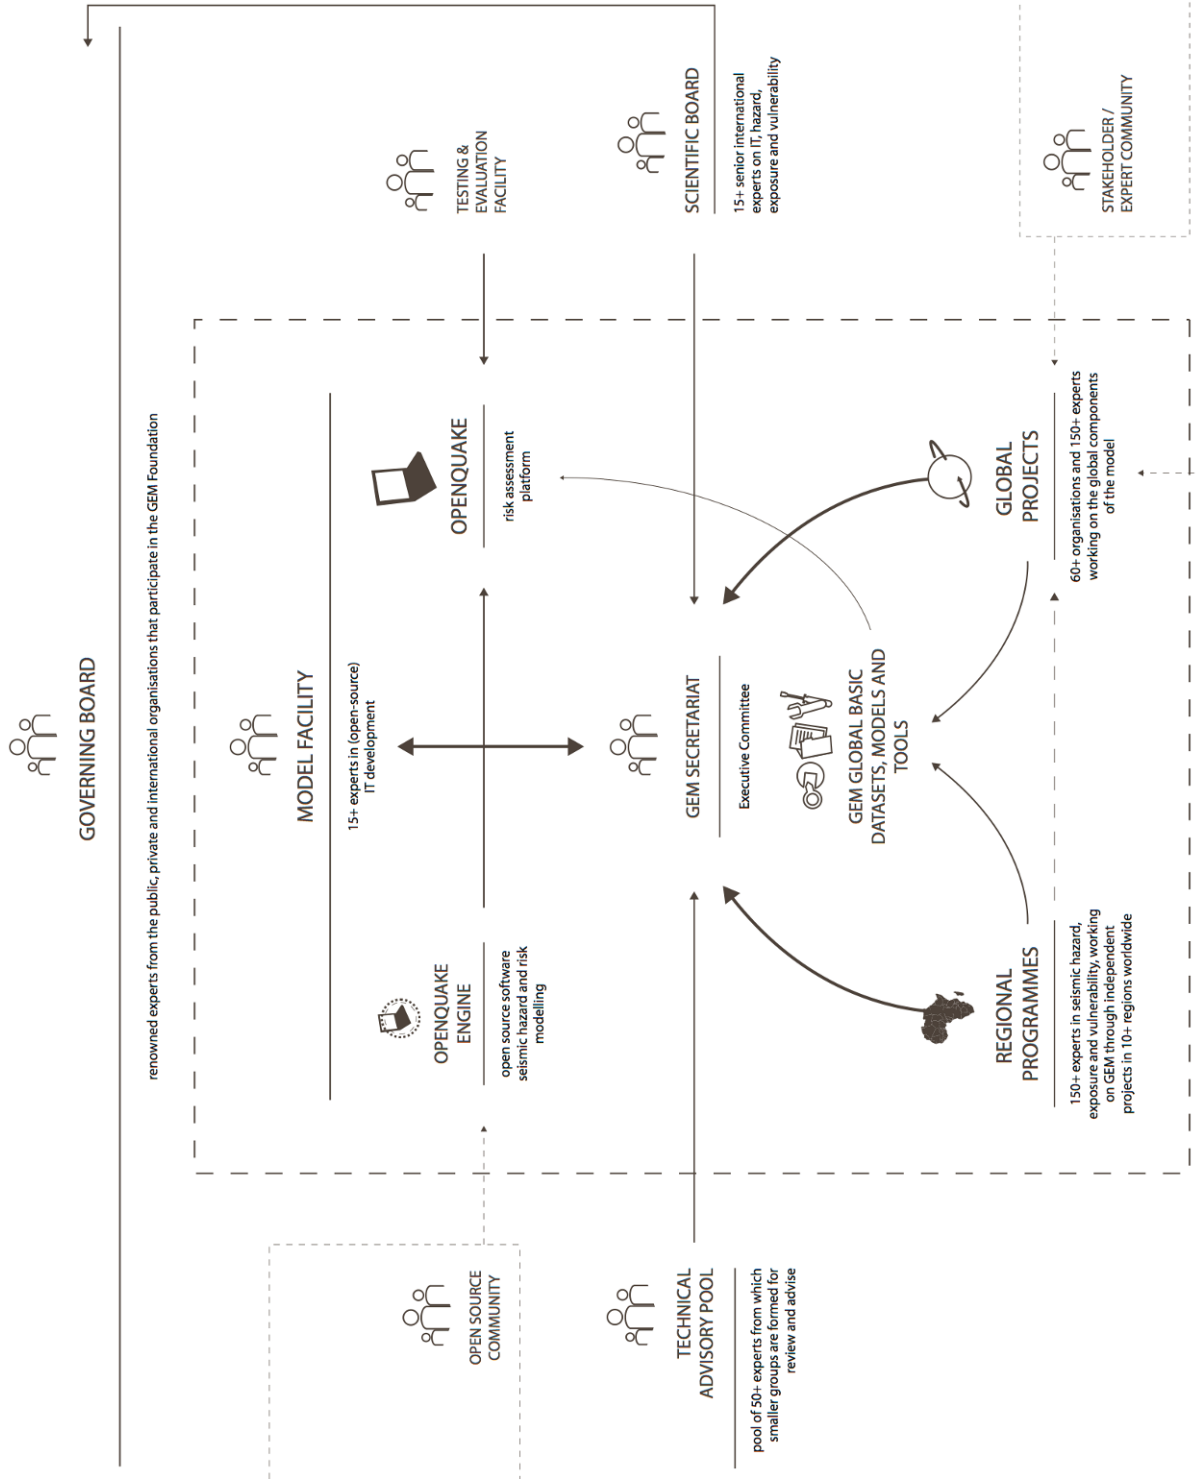 GOVERNING BOARD
renowned experts from the public, private and international organisations that participate in the GEM Foundation
MODEL FACILITY
15+ experts in (open-source)
IT development
OPEN SOURCE
COMMUNITY
OPENQUAKE
ENGINE
open source software
seismic hazard and risk
modelling
OPENQUAKE
risk assessment
platform
TESTING &
EVALUATION
FACILITY
TECHNICAL
ADVISORY POOL
pool of 50+ experts from which
smaller groups are formed for
review and advise
GEM SECRETARIAT
Executive Committee
SCIENTIFIC BOARD
15+ senior international
experts on IT, hazard,
exposure and vulnerability
GEM GLOBAL BASIC
DATASETS, MODELS AND
TOOLS
REGIONAL
PROGRAMMES
150+ experts in seismic hazard,
exposure and vulnerability, working
on GEM through independent
projects in 10+ regions worldwide
GLOBAL
PROJECTS
60+ organisations and 150+ experts
working on the global components
of the model
STAKEHOLDER /
EXPERT COMMUNITY